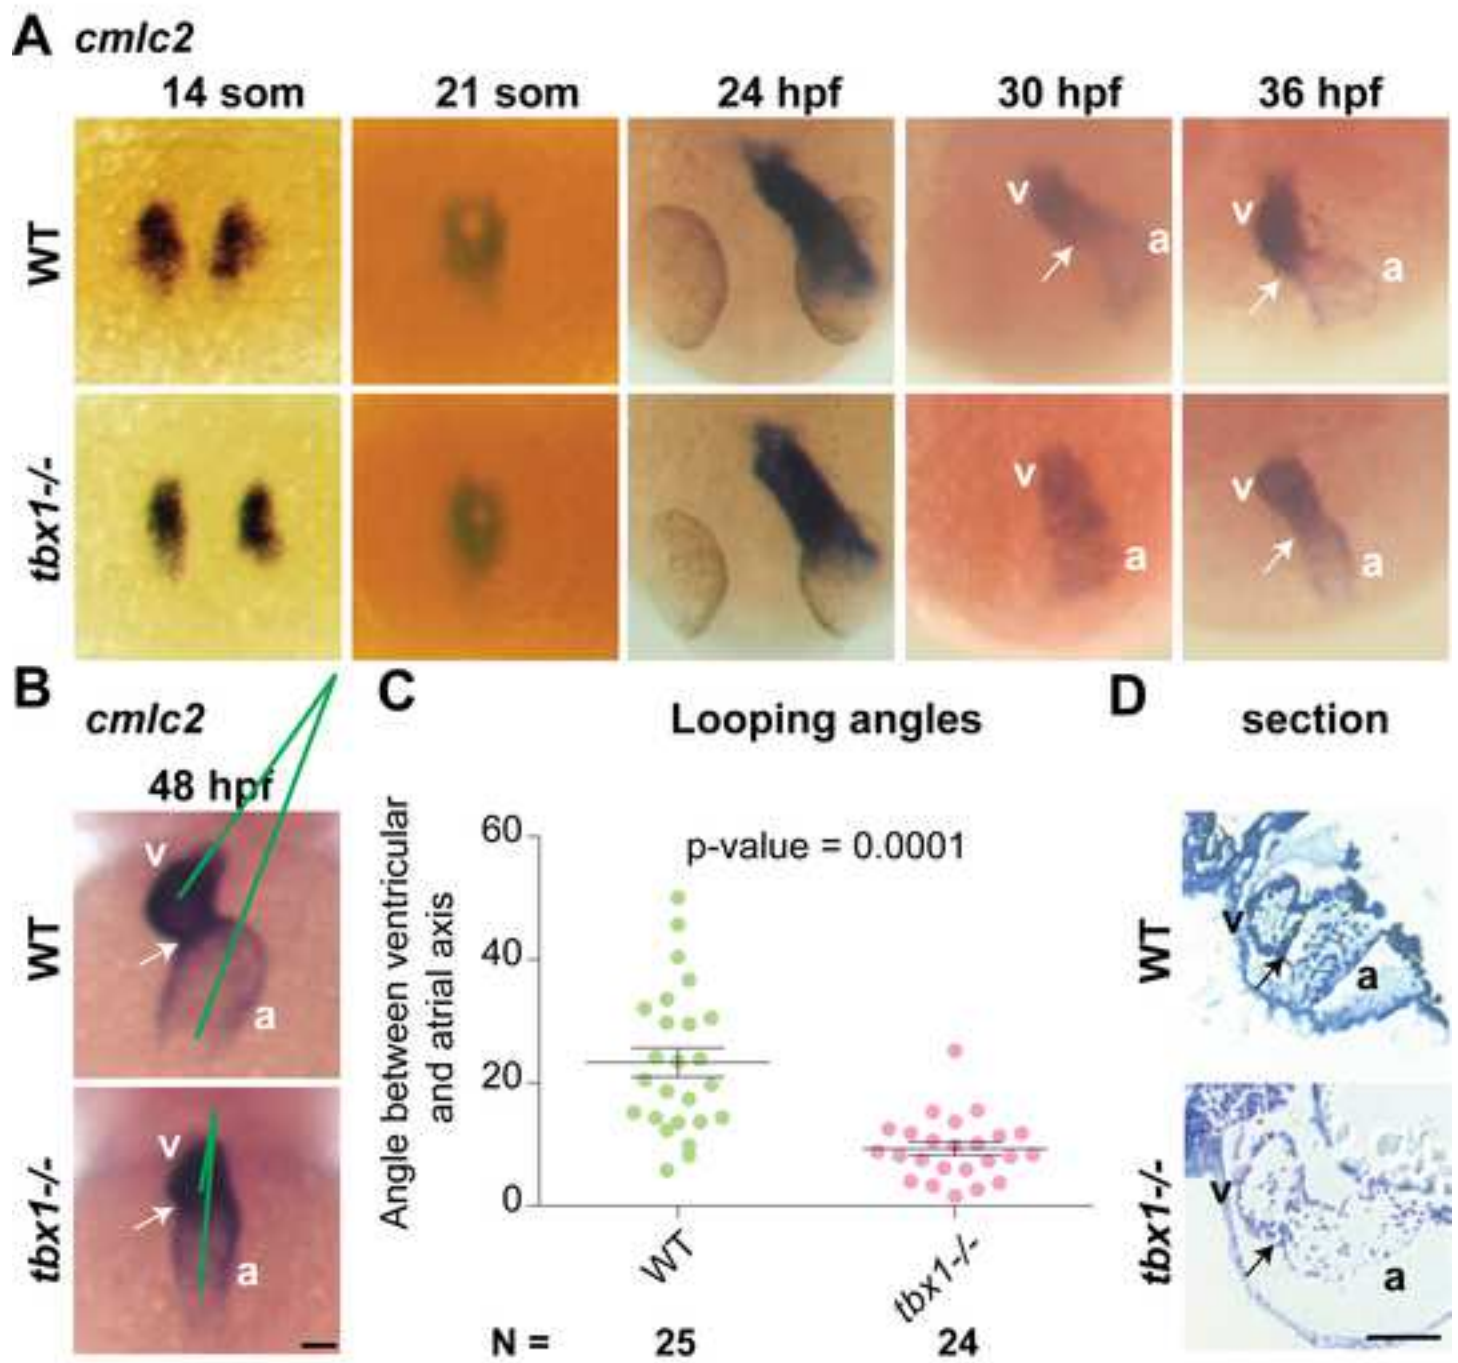 A cmlc2
14 som 21 som 24 hpf 30 hpf 36 hpf
WT
v a v a
tbx1-/-
v a v a
B cmlc2
48 hpf
WT
v
a
tbx1-/-
v
a
C Looping angles
Angle between ventricular
and atrial axis
60
40
20
0
p-value = 0.0001
WT tbx1-/-
N = 25 24
D section
WT
v a
tbx1-/-
v a